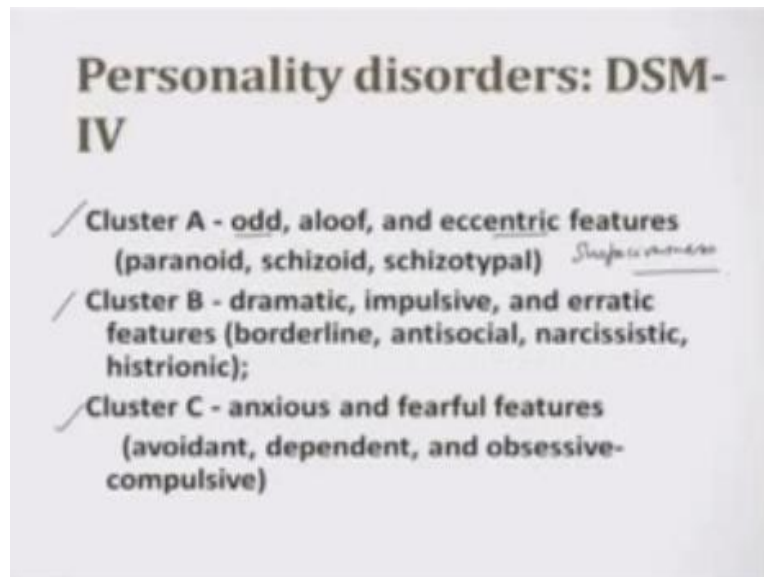 Personality disorders: DSM-
IV
Cluster A - odd, aloof, and eccentric features
(paranoid, schizoid, schizotypal)
Cluster B - dramatic, impulsive, and erratic
features (borderline, antisocial, narcissistic,
histrionic);
Cluster C - anxious and fearful features
(avoidant, dependent, and obsessive-
compulsive)